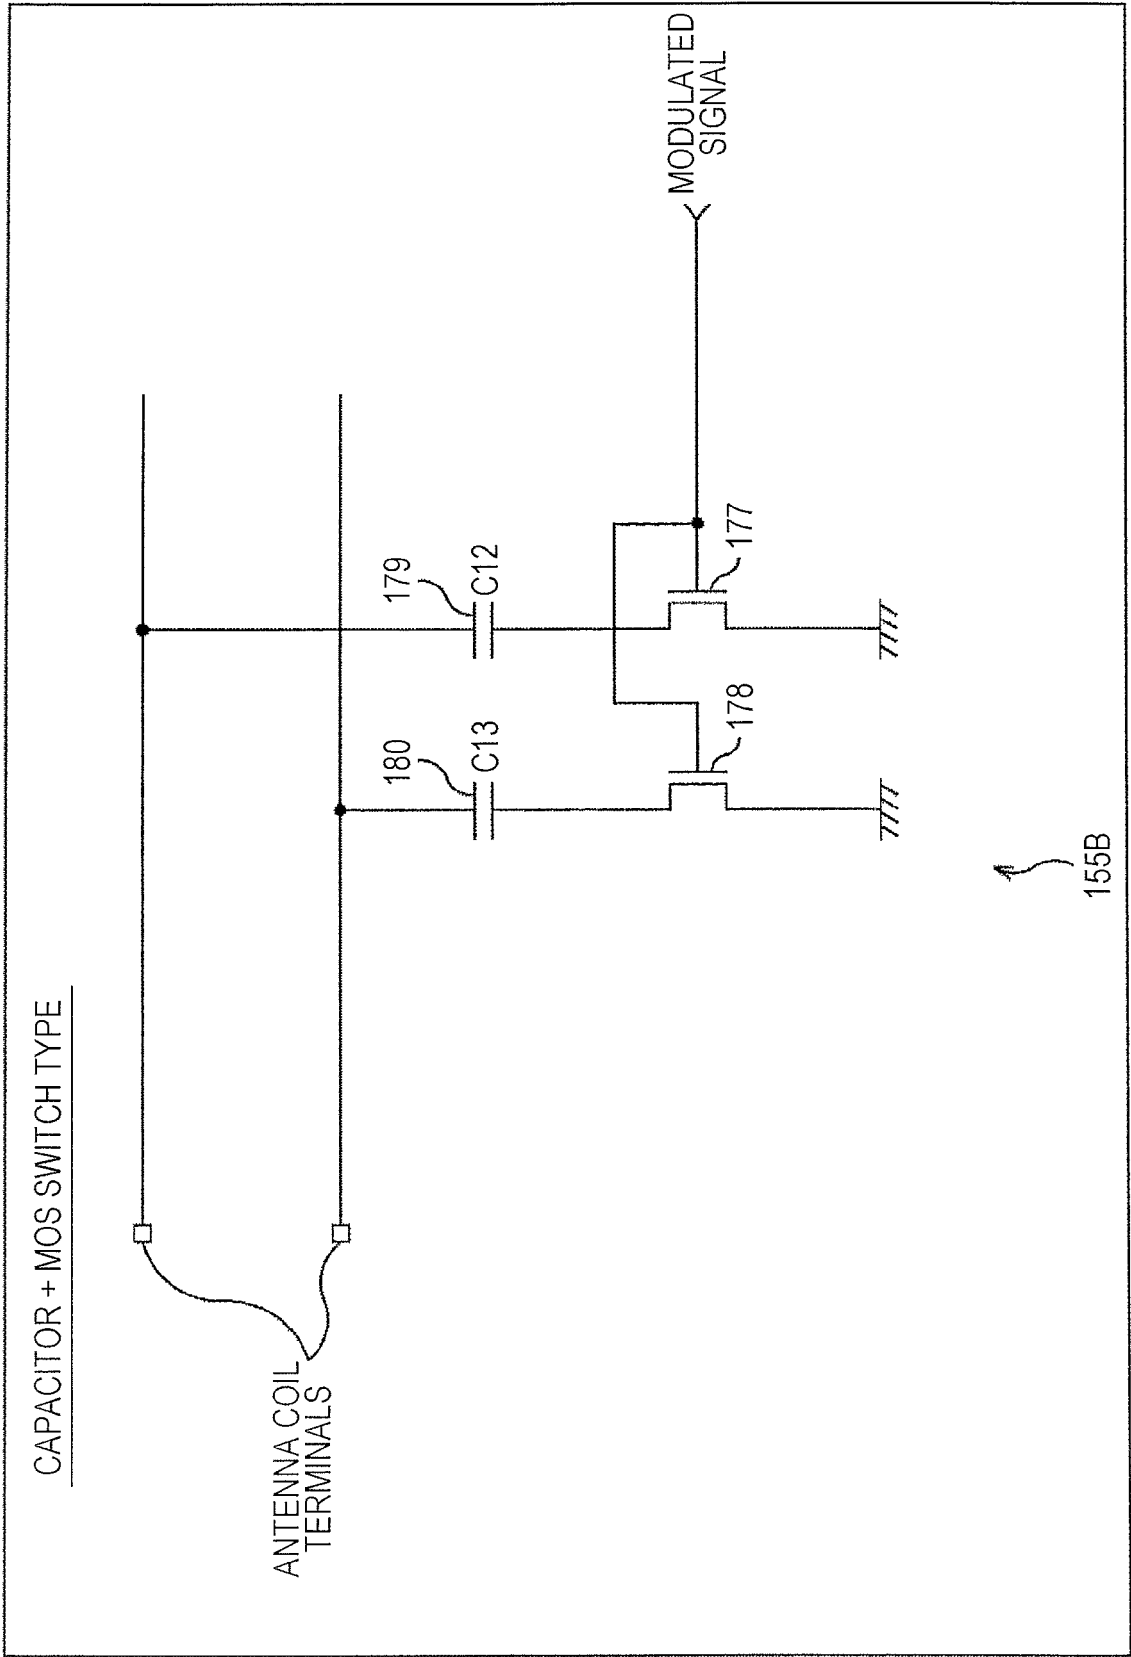 CAPACITOR + MOS SWITCH TYPE
ANTENNA COIL
TERMINALS
180
C13
179
C12
178
177
MODULATED
SIGNAL
155B